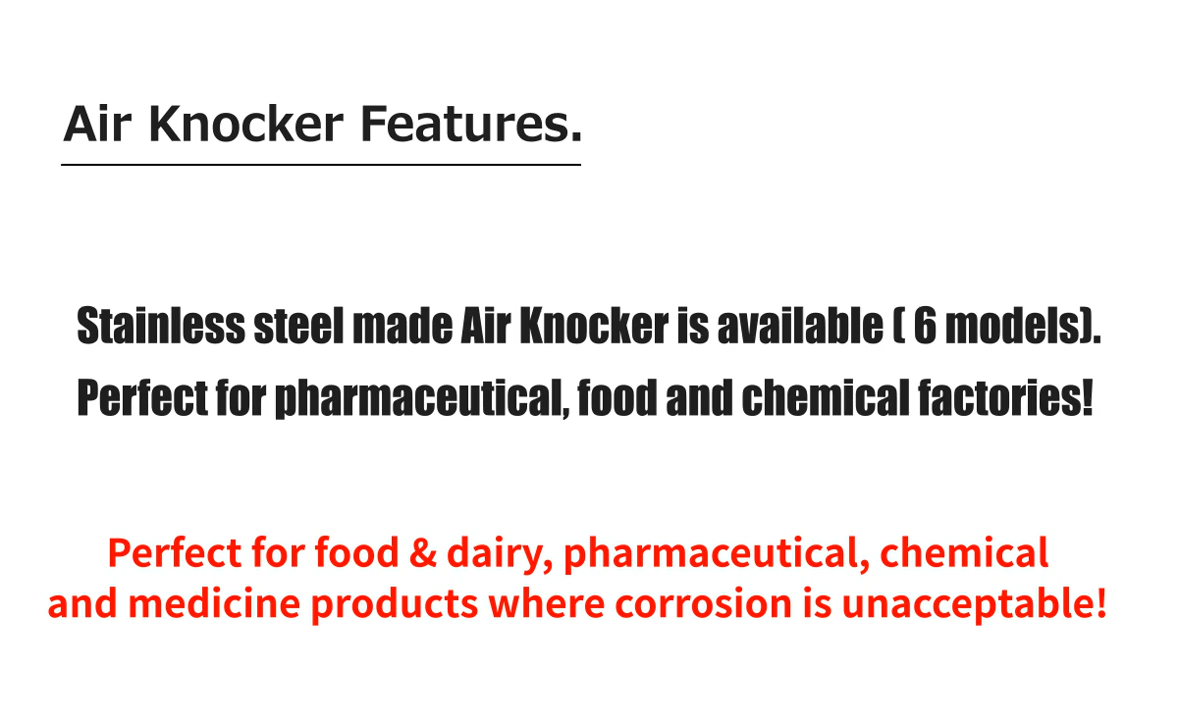 Air Knocker Features.
Stainless steel made Air Knocker is available ( 6 models).
Perfect for pharmaceutical, food and chemical factories!
Perfect for food & dairy, pharmaceutical, chemical
and medicine products where corrosion is unacceptable!